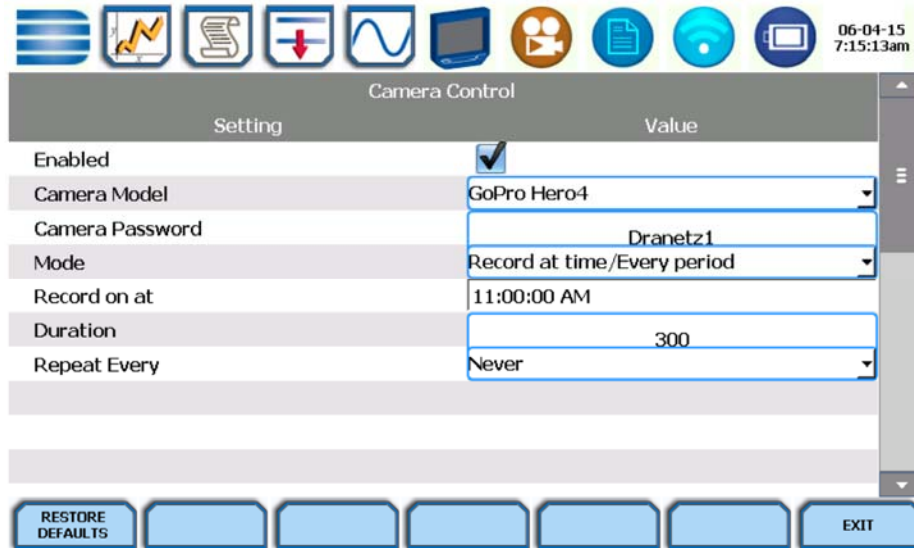 06-04-15
7:15:13am
Camera Control
Setting Value
Enabled
Camera Model GoPro Hero4
Camera Password Dranetz1
Mode Record at time/Every period
Record on at 11:00:00 AM
Duration 300
Repeat Every Never
RESTORE
DEFAULTS
EXIT